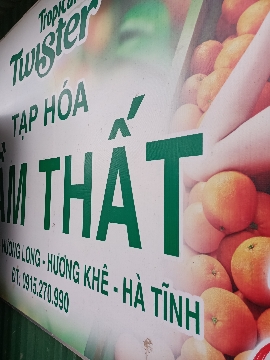 Tropicana
Twister
TẠP HÓA
THẤT
HƯƠNG LONG - HƯƠNG KHÊ - HÀ TĨNH
ĐT: 0915.270.990